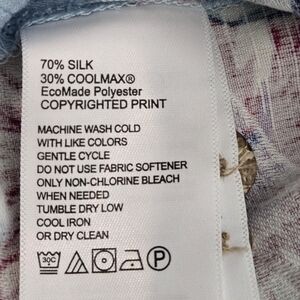 70% SILK
30% COOLMAX®
EcoMade Polyester
COPYRIGHTED PRINT
MACHINE WASH COLD
WITH LIKE COLORS
GENTLE CYCLE
DO NOT USE FABRIC SOFTENER
ONLY NON-CHLORINE BLEACH
WHEN NEEDED
TUMBLE DRY LOW
COOL IRON
OR DRY CLEAN
30C P